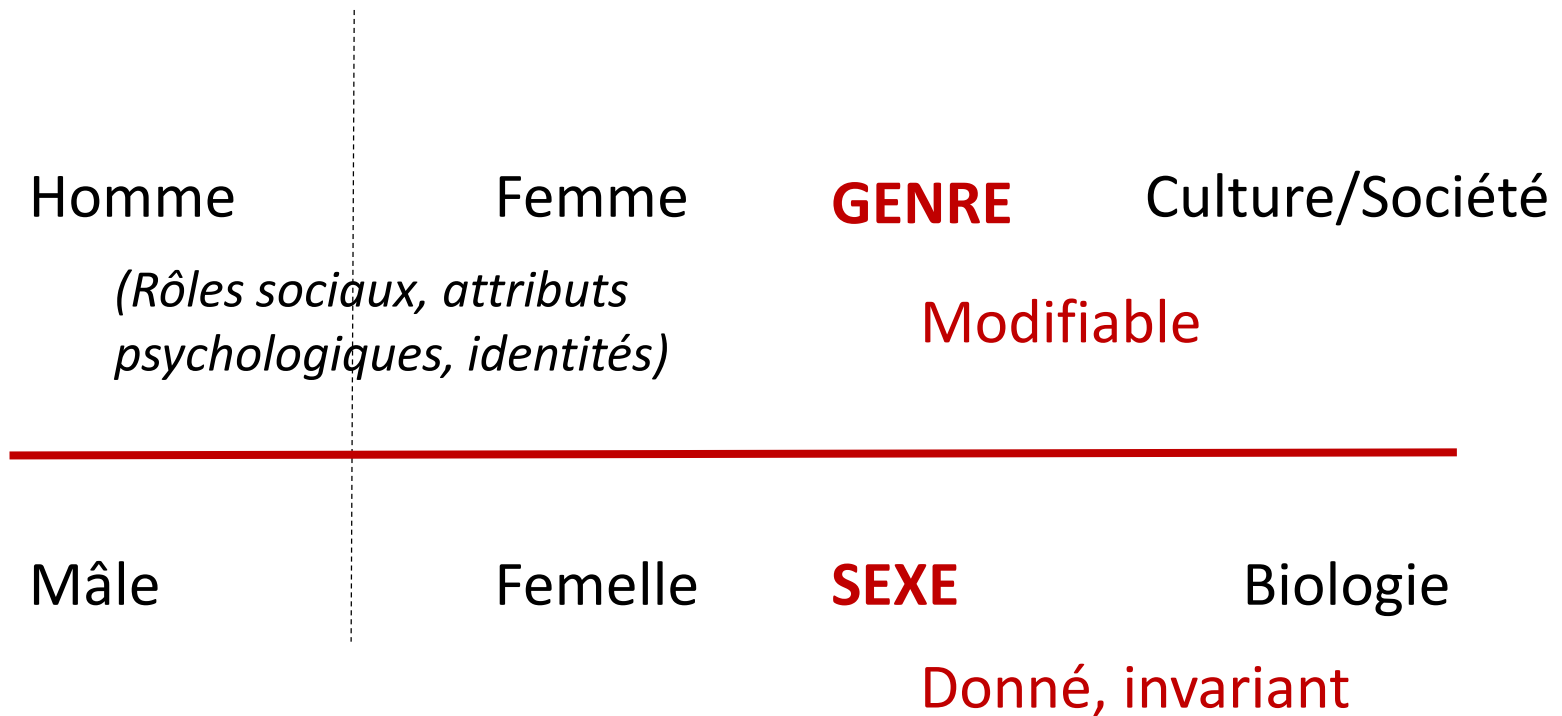 Homme Femme GENRE Culture/Société
(Rôles sociaux, attributs
psychologiques, identités)
Modifiable
Mâle Femelle SEXE Biologie
Donné, invariant